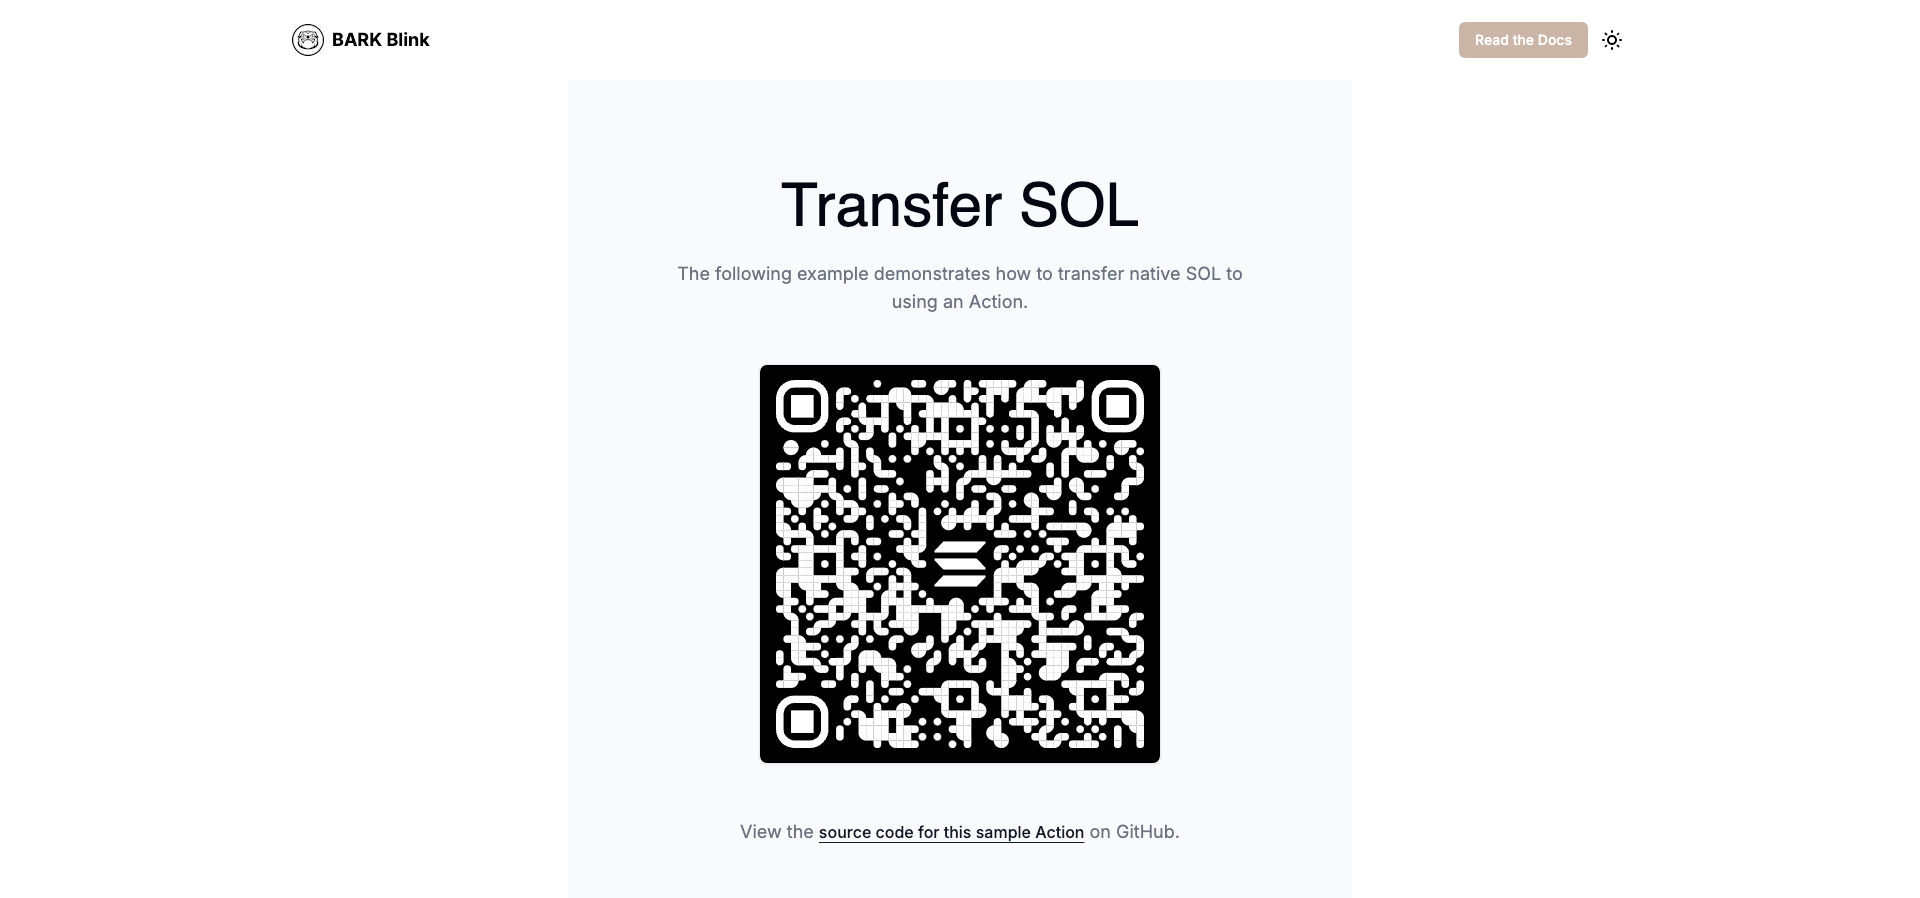 BARK Blink
Read the Docs
Transfer SOL
The following example demonstrates how to transfer native SOL to
using an Action.
View the source code for this sample Action on GitHub.